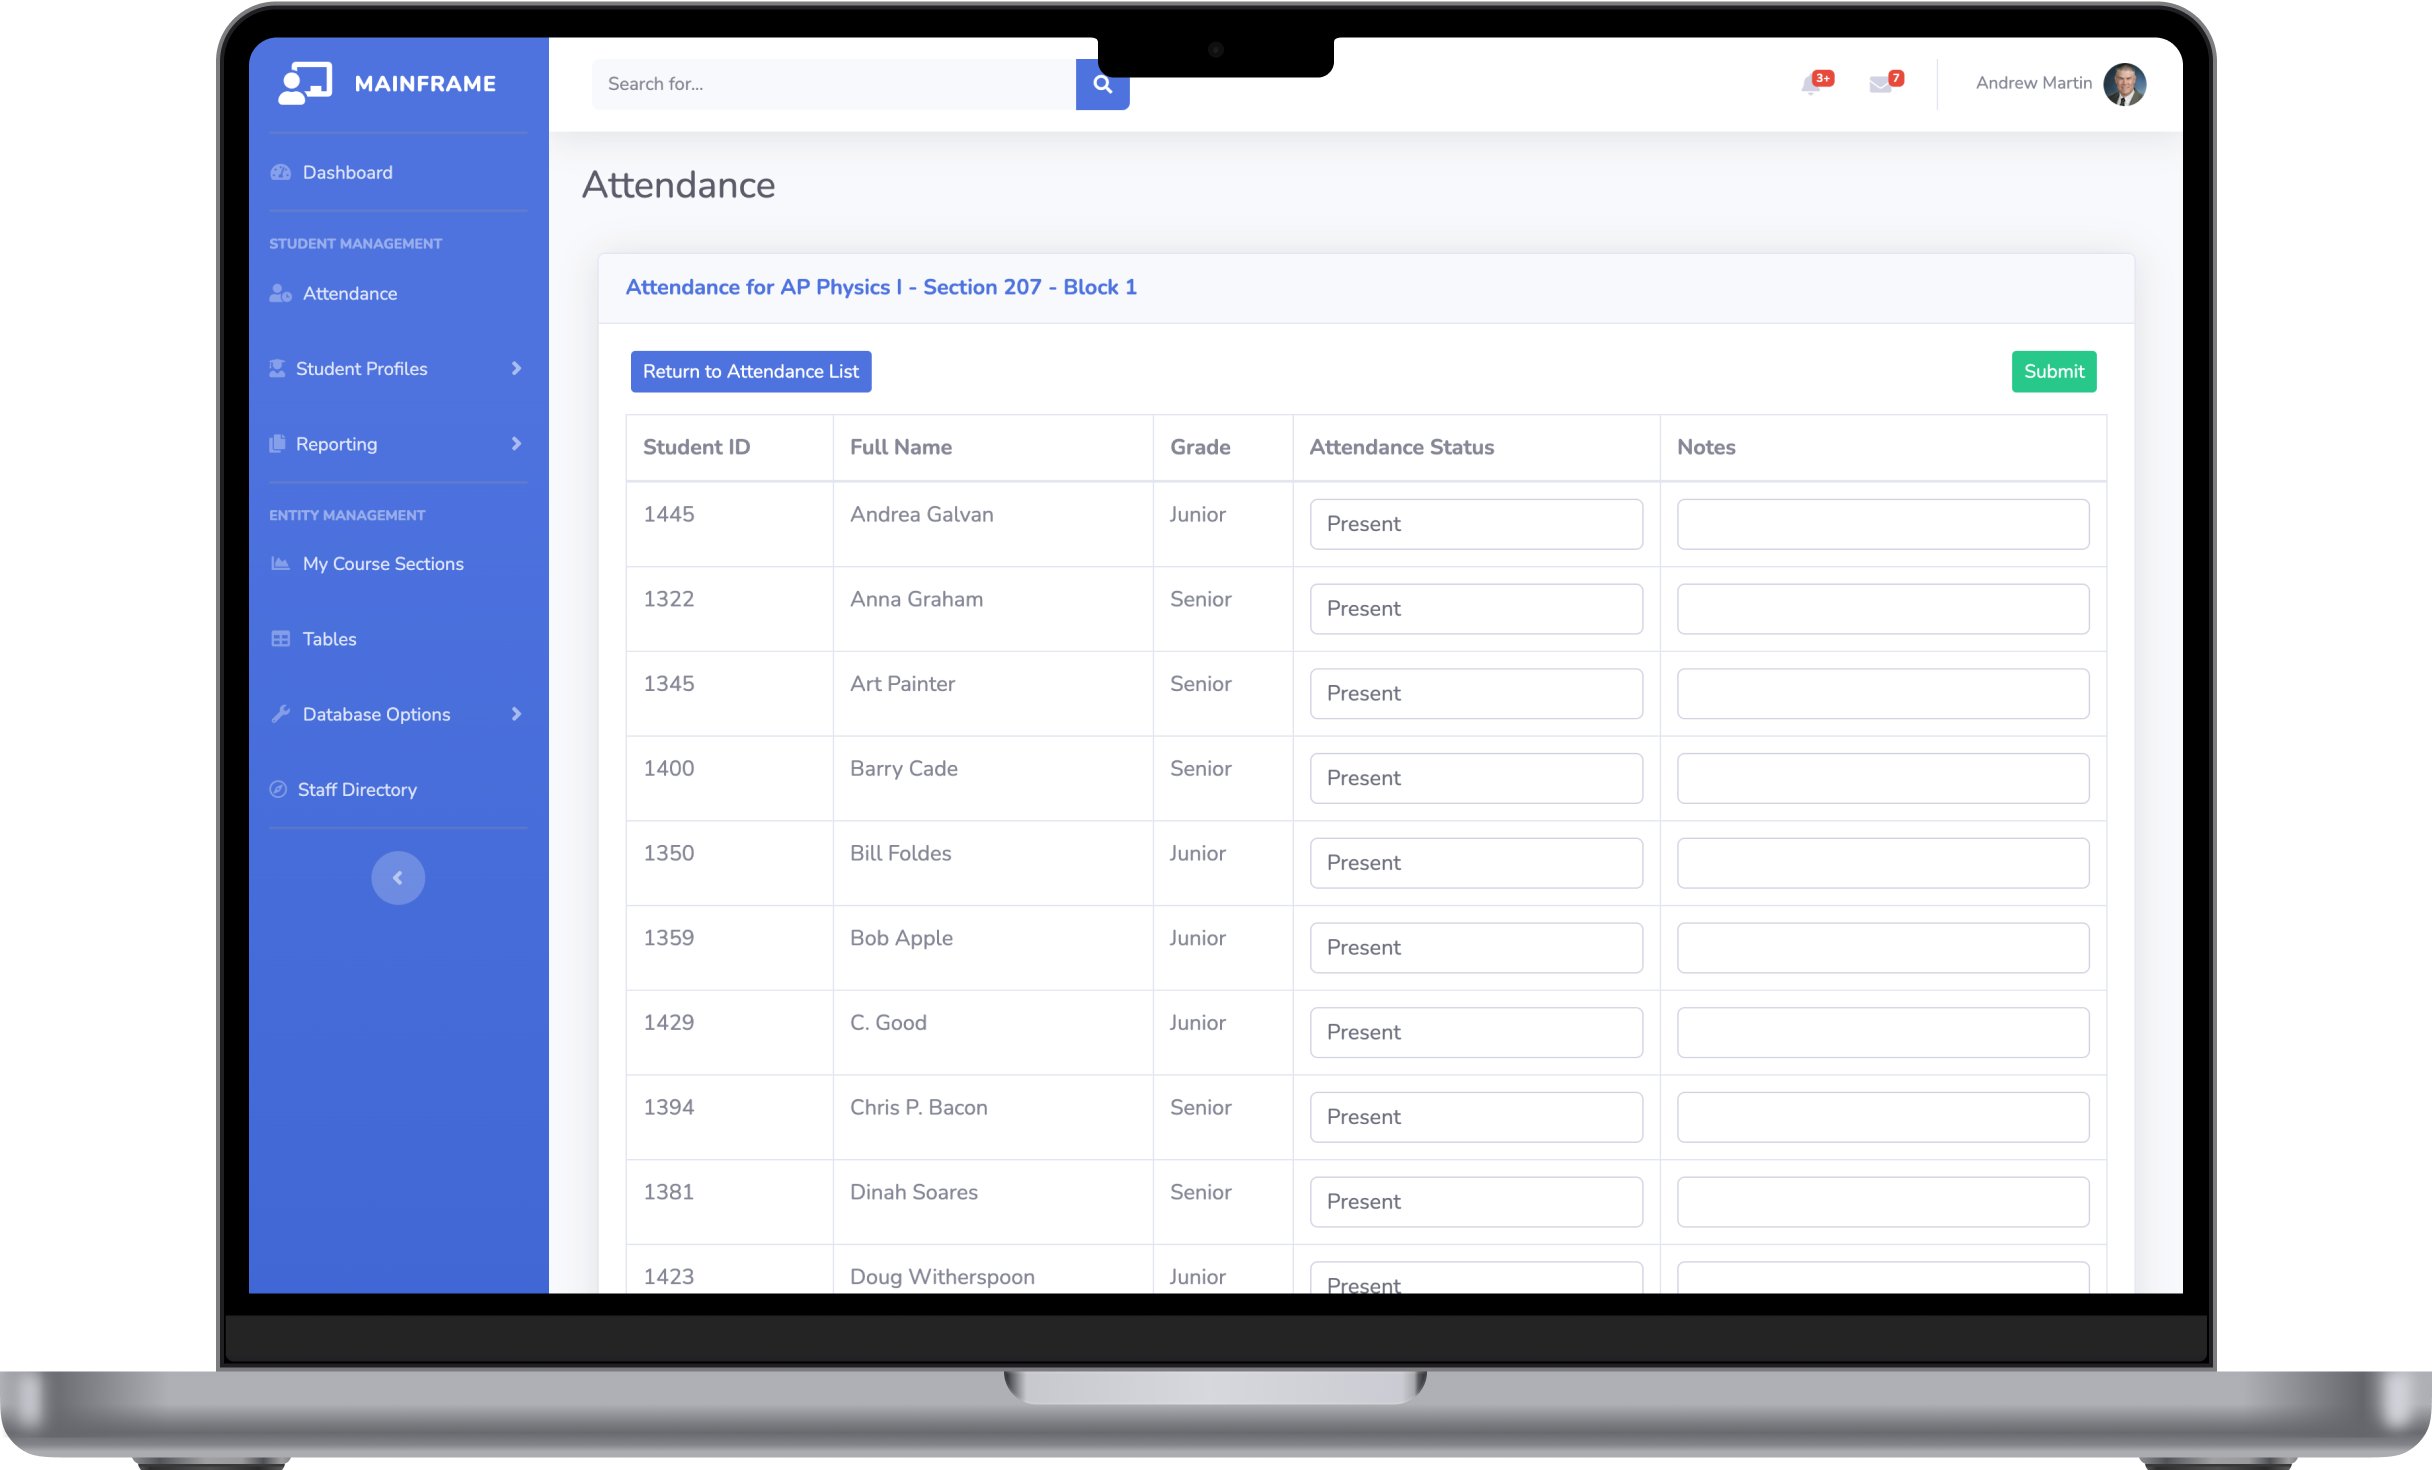 MAINFRAME
Search for...
3+
7
Andrew Martin
Dashboard
STUDENT MANAGEMENT
Attendance
Student Profiles
Reporting
ENTITY MANAGEMENT
My Course Sections
Tables
Database Options
Staff Directory
Attendance
Attendance for AP Physics I - Section 207 - Block 1
Return to Attendance List
Submit
Student ID Full Name Grade Attendance Status Notes
1445 Andrea Galvan Junior Present
1322 Anna Graham Senior Present
1345 Art Painter Senior Present
1400 Barry Cade Senior Present
1350 Bill Foldes Junior Present
1359 Bob Apple Junior Present
1429 C. Good Junior Present
1394 Chris P. Bacon Senior Present
1381 Dinah Soares Senior Present
1423 Doug Witherspoon Junior Present